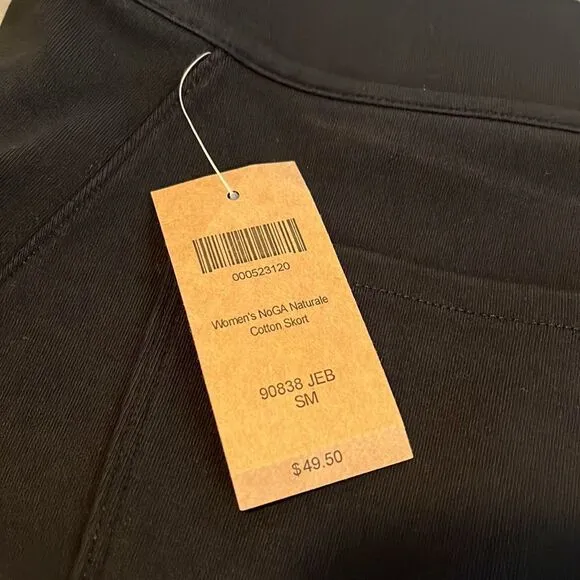 000523120
Women's NoGA Naturale
Cotton Skort
90838 JEB
SM
$49.50